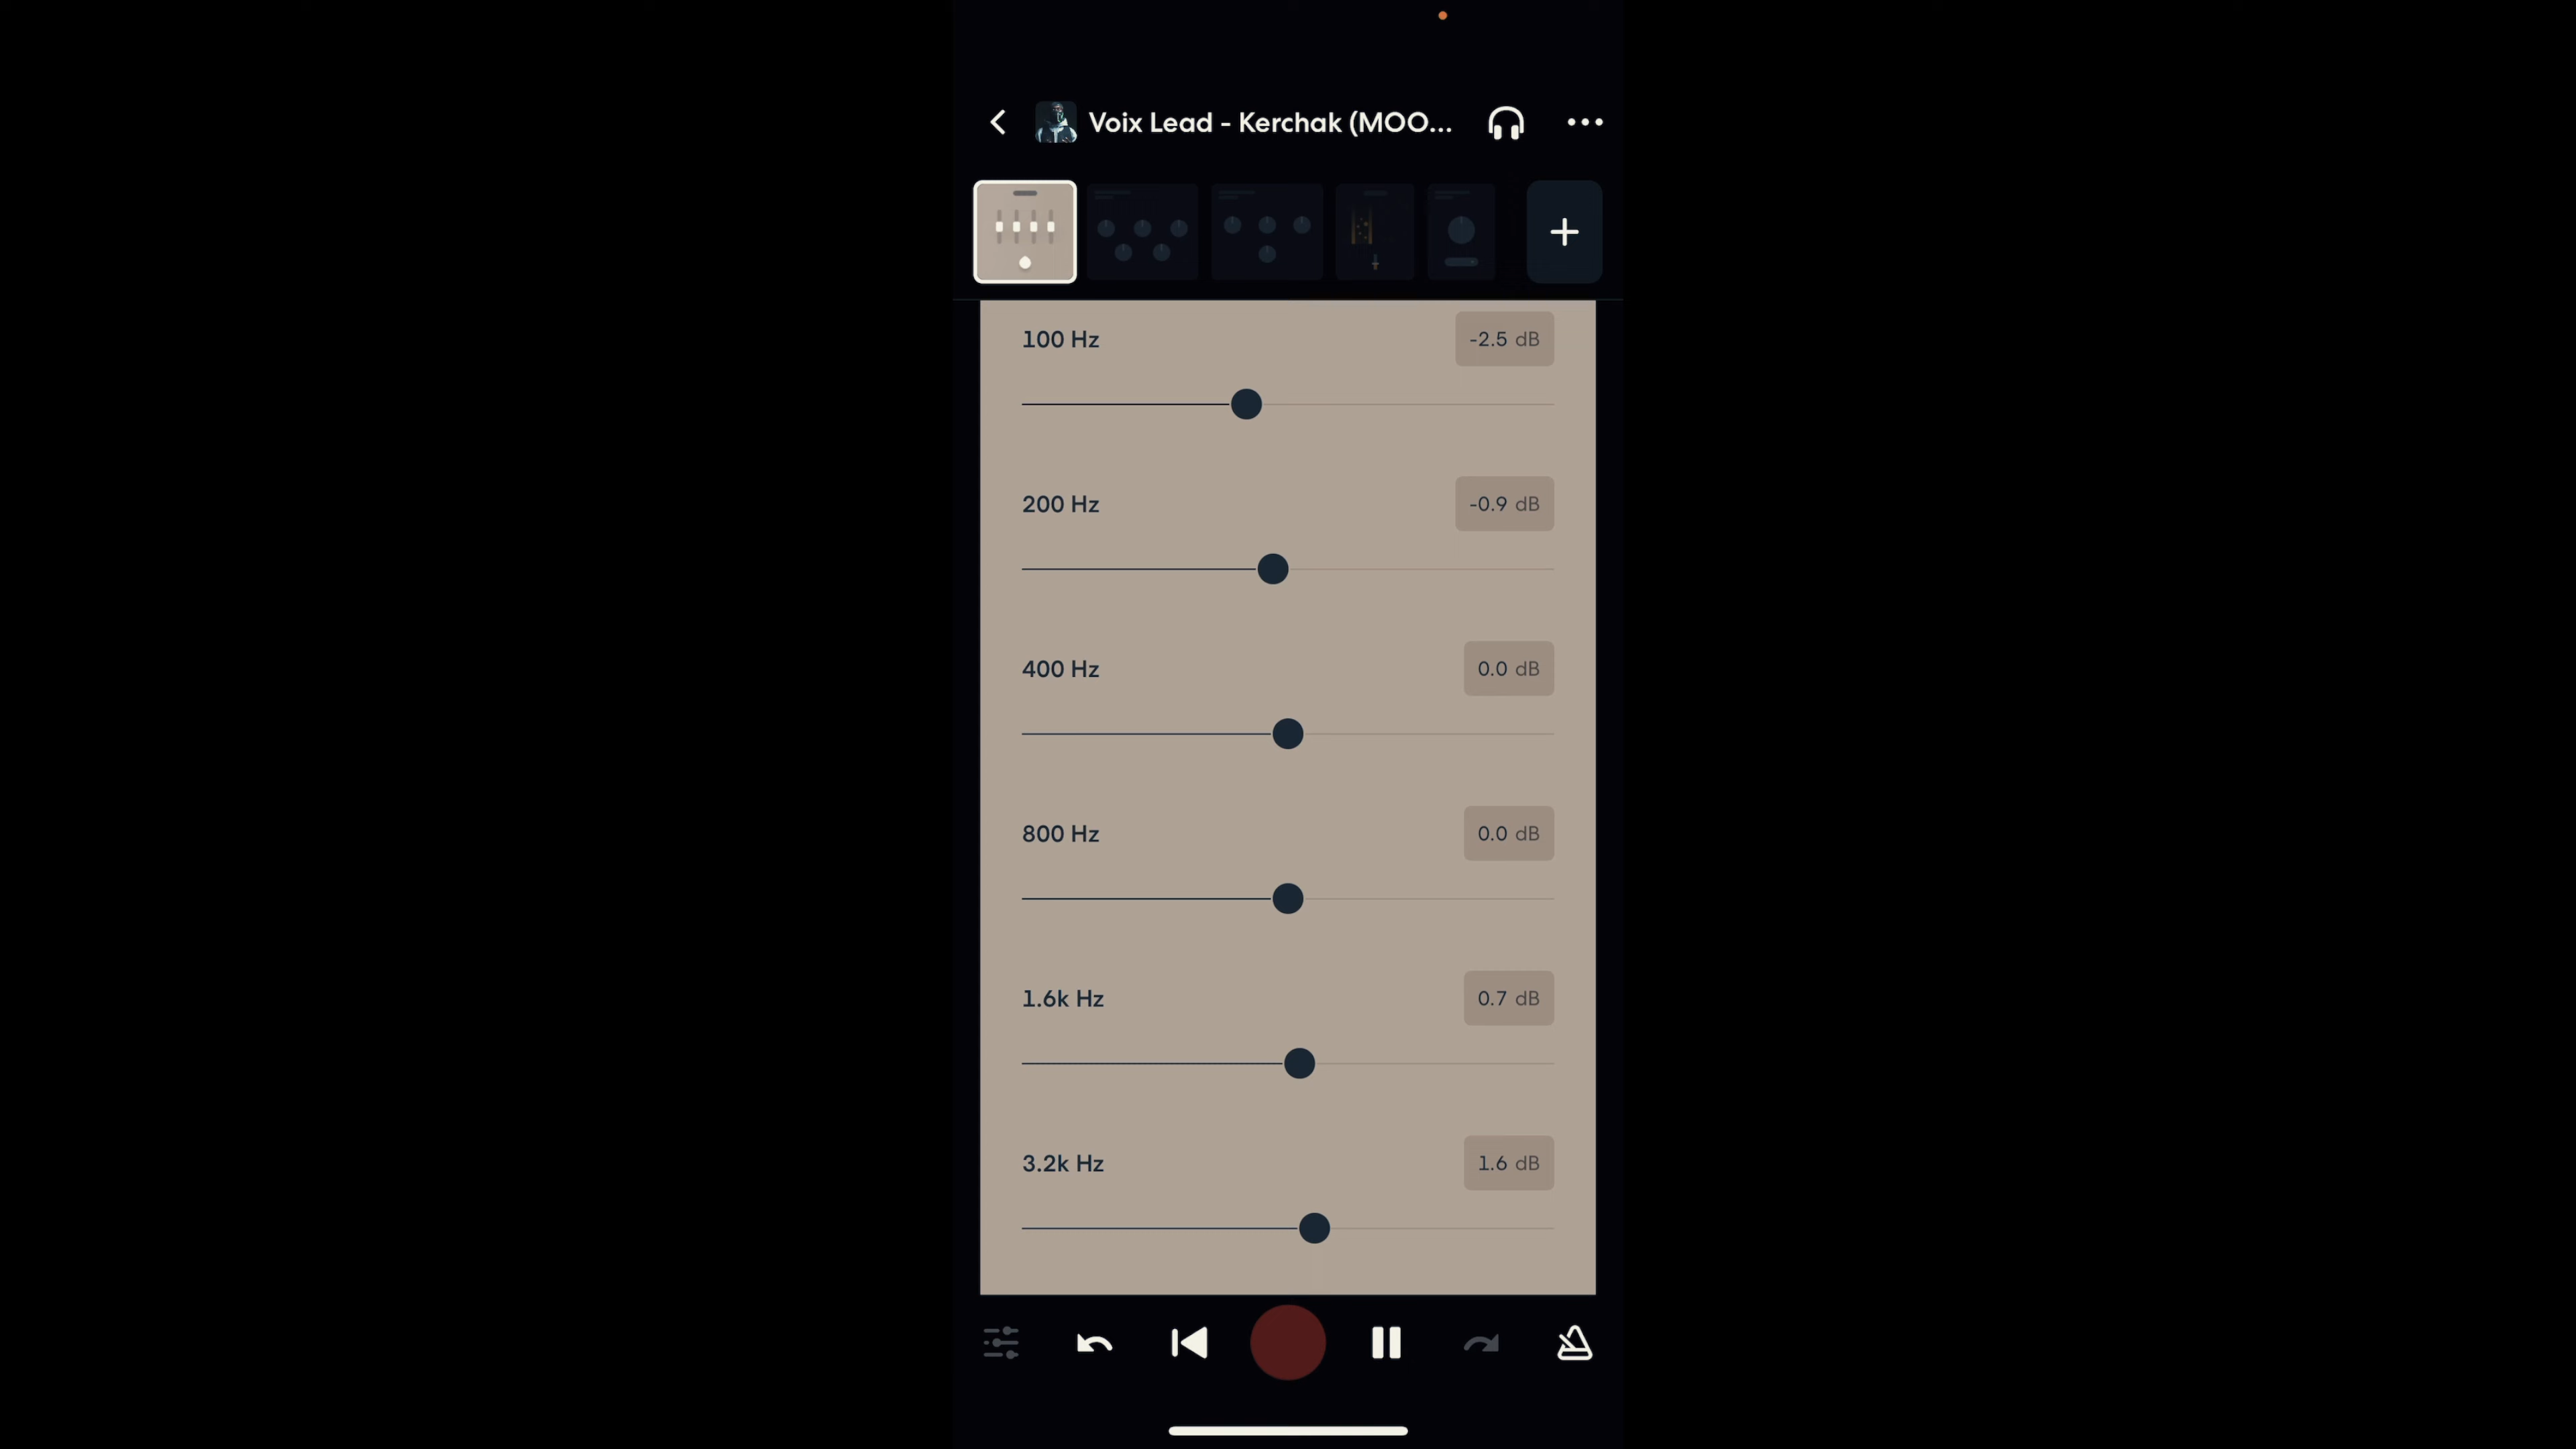 Voix Lead - Kerchak (MOO...
100 Hz -2.5 dB
200 Hz -0.9 dB
400 Hz 0.0 dB
800 Hz 0.0 dB
1.6k Hz 0.7 dB
3.2k Hz 1.6 dB